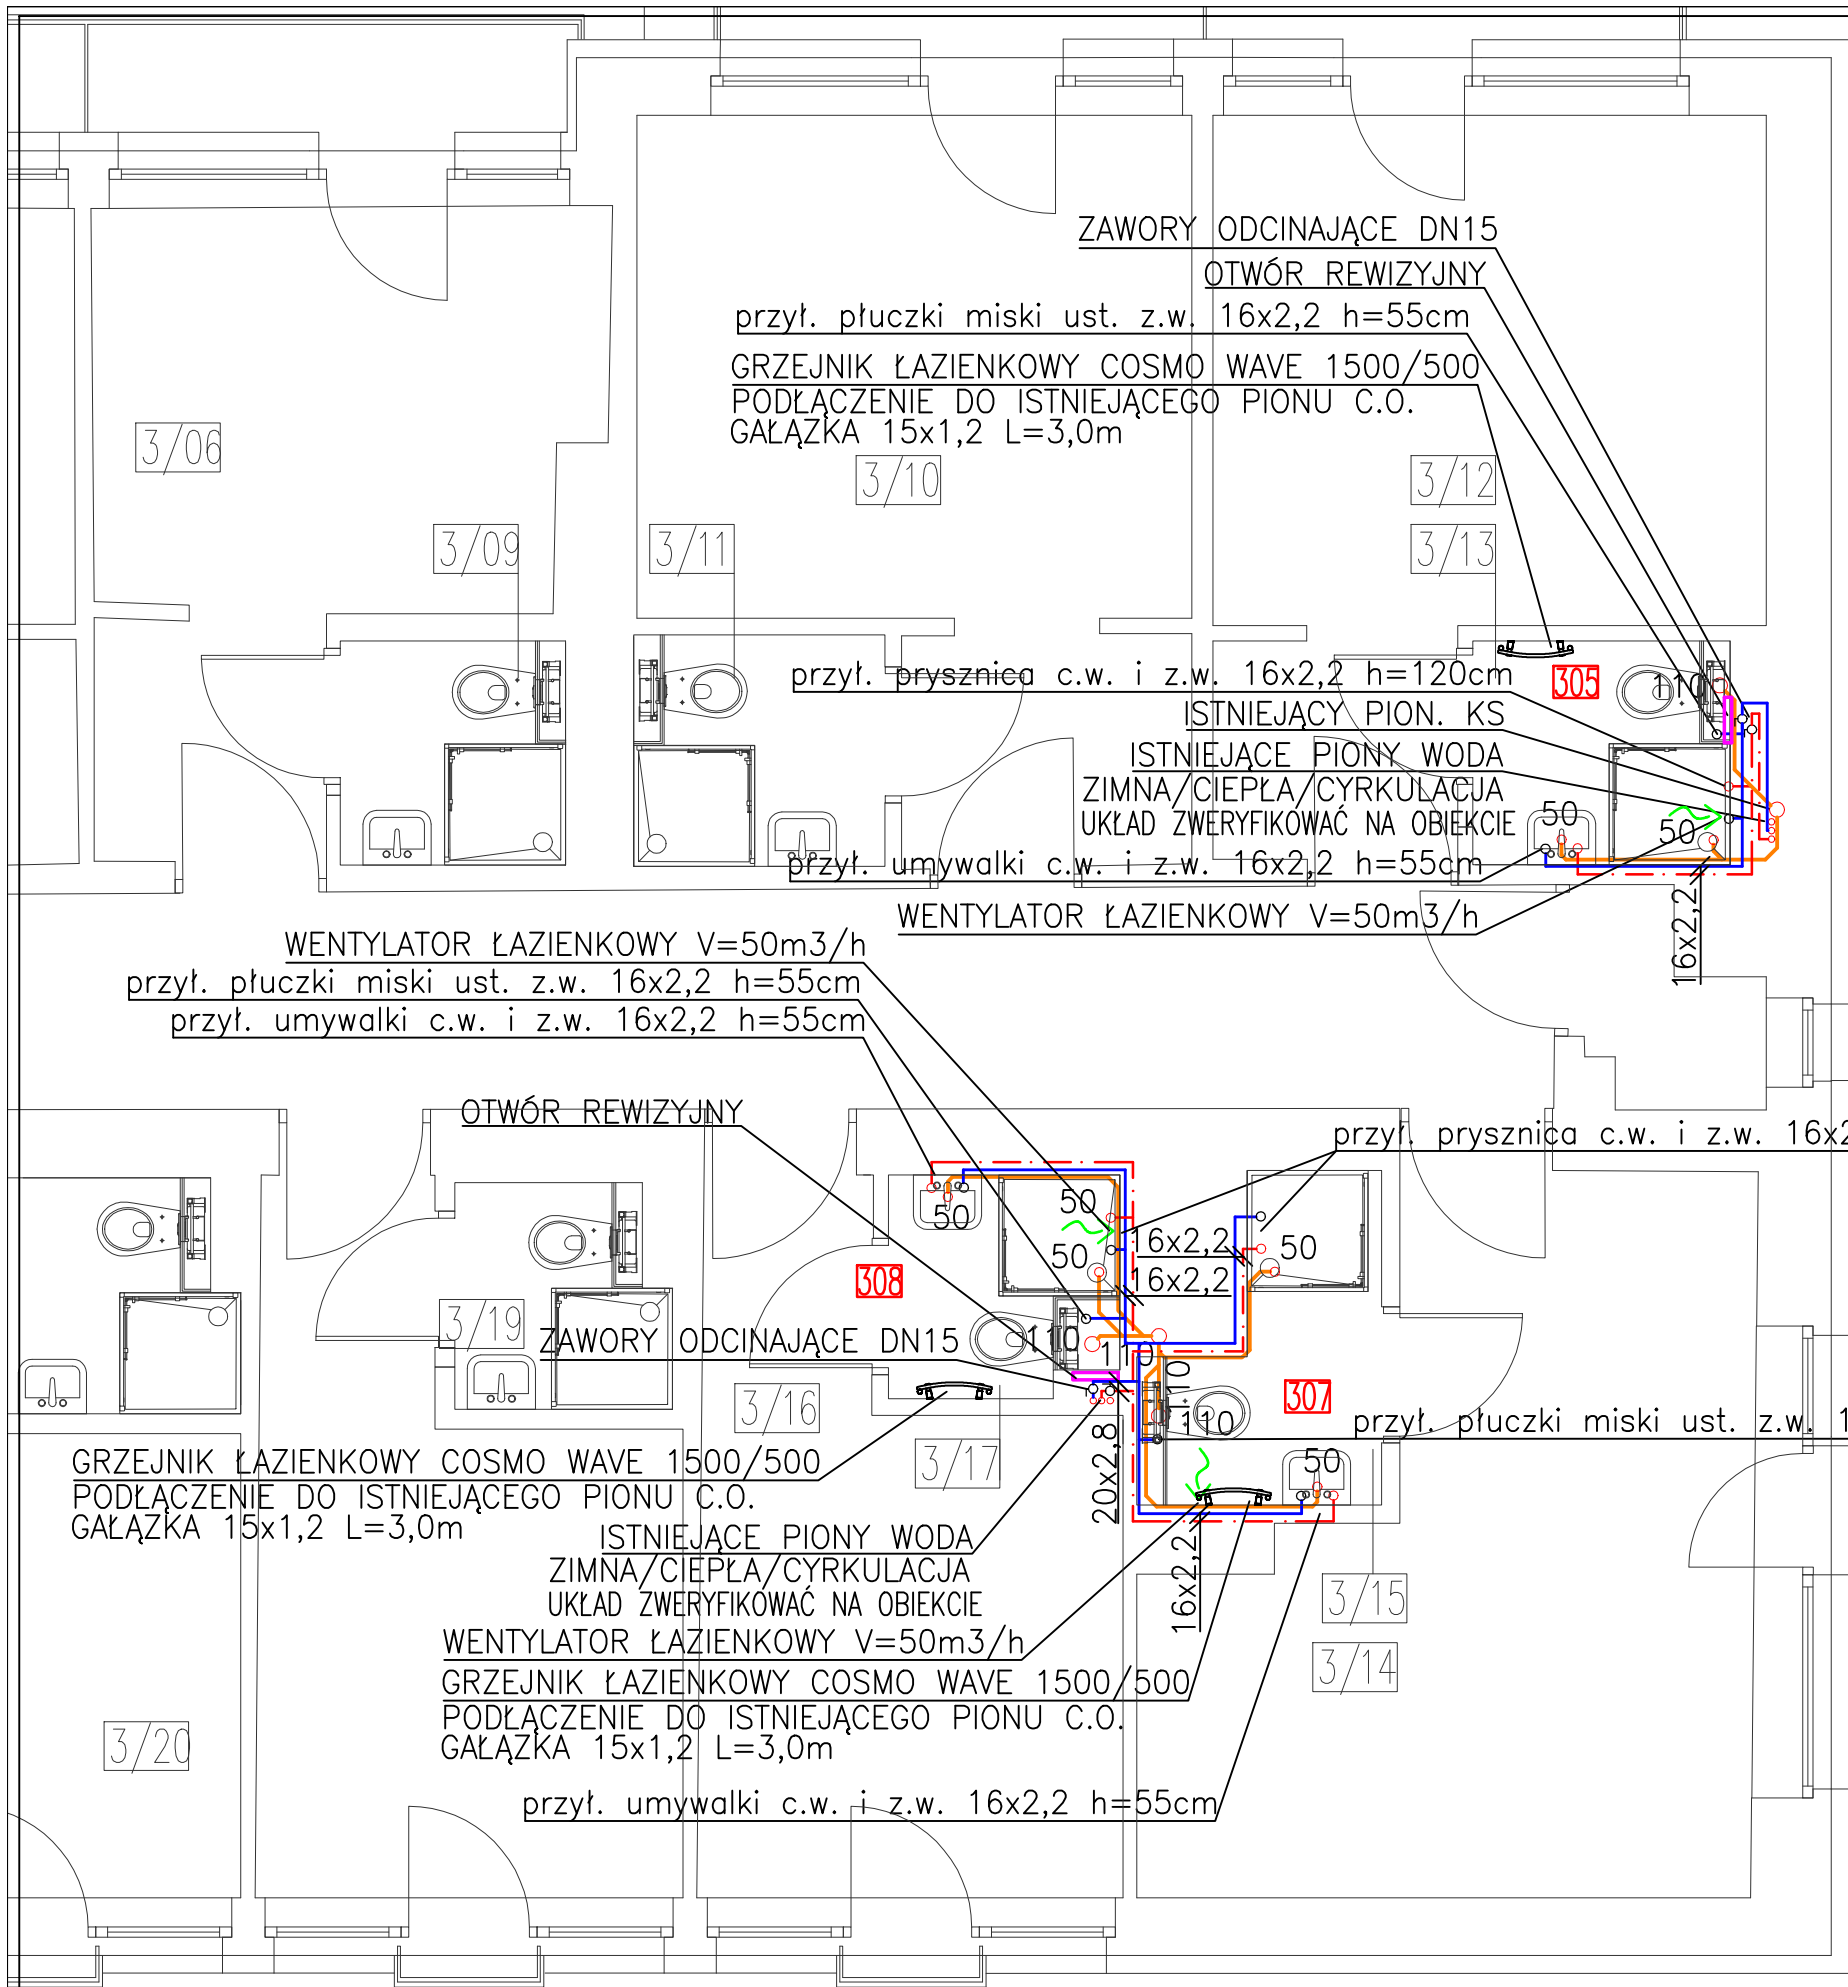 ZAWORY ODCINAJĄCE DN15
OTWÓR REWIZYJNY
przył. płuczki miski ust. z.w. 16x2,2 h=55cm
GRZEJNIK ŁAZIENKOWY COSMO WAVE 1500/500
PODŁĄCZENIE DO ISTNIEJĄCEGO PIONU C.O.
GAŁĄZKA 15x1,2 L=3,0m
3/06
3/10
3/12
3/09
3/11
3/13
przył. prysznica c.w. i z.w. 16x2,2 h=120cm
305
110
ISTNIEJĄCY PION. KS
ISTNIEJĄCE PIONY WODA
ZIMNA/CIEPŁA/CYRKULACJA
UKŁAD ZWERYFIKOWAĆ NA OBIEKCIE
50
50
przył. umywalki c.w. i z.w. 16x2,2 h=55cm
WENTYLATOR ŁAZIENKOWY V=50m3/h
16x2,2
WENTYLATOR ŁAZIENKOWY V=50m3/h
przył. płuczki miski ust. z.w. 16x2,2 h=55cm
przył. umywalki c.w. i z.w. 16x2,2 h=55cm
OTWÓR REWIZYJNY
przył. prysznica c.w. i z.w. 16x2
50
50
50
16x2,2
50
16x2,2
308
3/19
ZAWORY ODCINAJĄCE DN15
110
110
110
307
3/16
110
przył. płuczki miski ust. z.w. 1
3/17
20x2,8
50
GRZEJNIK ŁAZIENKOWY COSMO WAVE 1500/500
PODŁĄCZENIE DO ISTNIEJĄCEGO PIONU C.O.
GAŁĄZKA 15x1,2 L=3,0m
ISTNIEJĄCE PIONY WODA
ZIMNA/CIEPŁA/CYRKULACJA
UKŁAD ZWERYFIKOWAĆ NA OBIEKCIE
16x2,2
3/15
WENTYLATOR ŁAZIENKOWY V=50m3/h
GRZEJNIK ŁAZIENKOWY COSMO WAVE 1500/500
PODŁĄCZENIE DO ISTNIEJĄCEGO PIONU C.O.
GAŁĄZKA 15x1,2 L=3,0m
3/14
3/20
przył. umywalki c.w. i z.w. 16x2,2 h=55cm